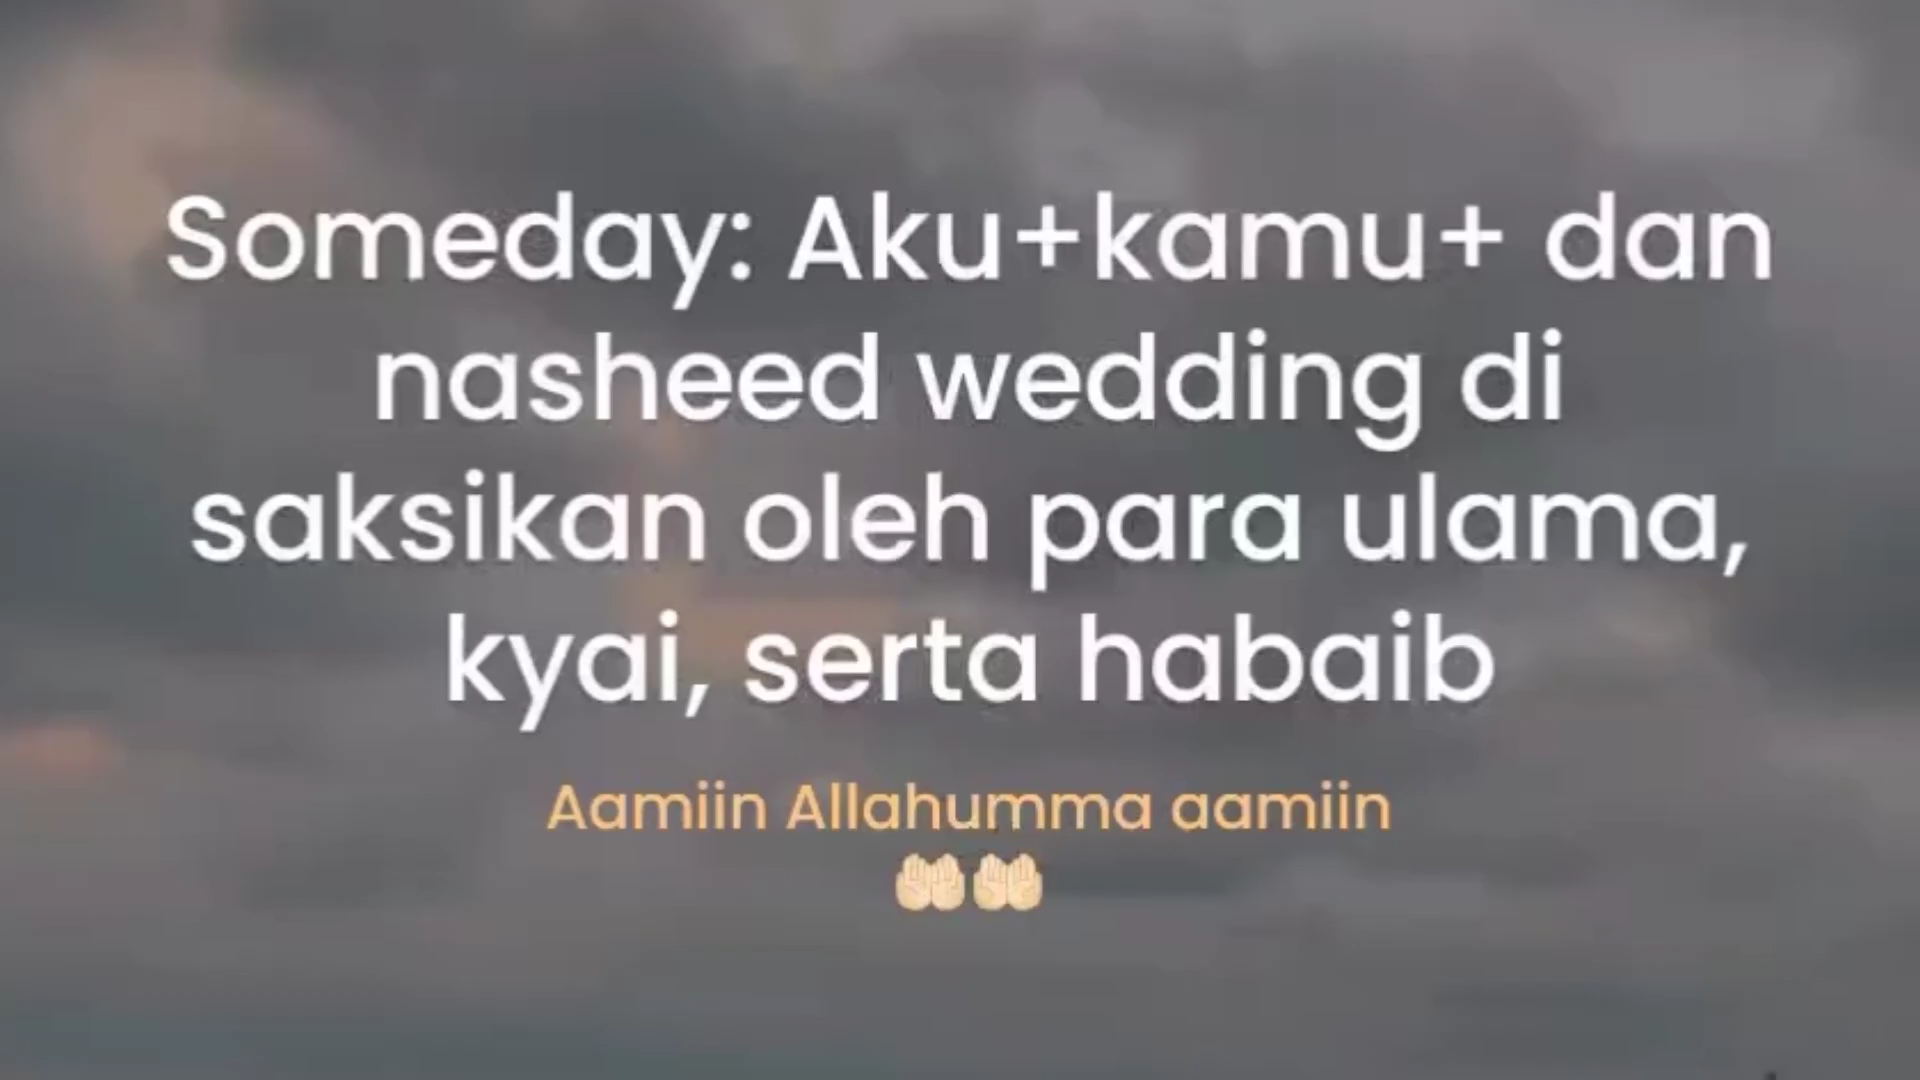 Someday: Aku+kamu+ dan
nasheed wedding di
saksikan oleh para ulama,
kyai, serta habaib
Aamiin Allahumma aamiin
🤲🏻🤲🏻